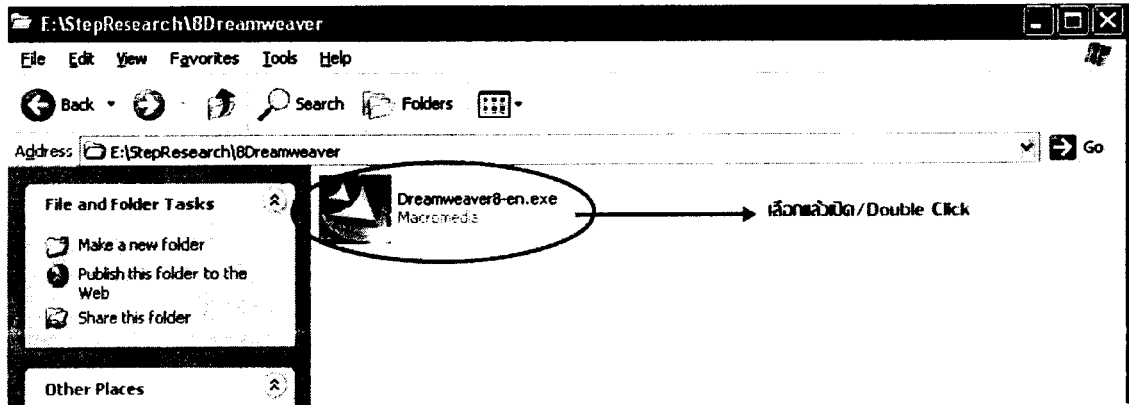 E:\StepResearch\8Dreamweaver
File Edit View Favorites Tools Help
Back Search Folders
Address E:\StepResearch\8Dreamweaver Go
File and Folder Tasks
Make a new folder
Publish this folder to the
Web
Share this folder
Other Places
Dreamweaver8-en.exe
Macromedia
เลือกแล้วเปิด/Double Click